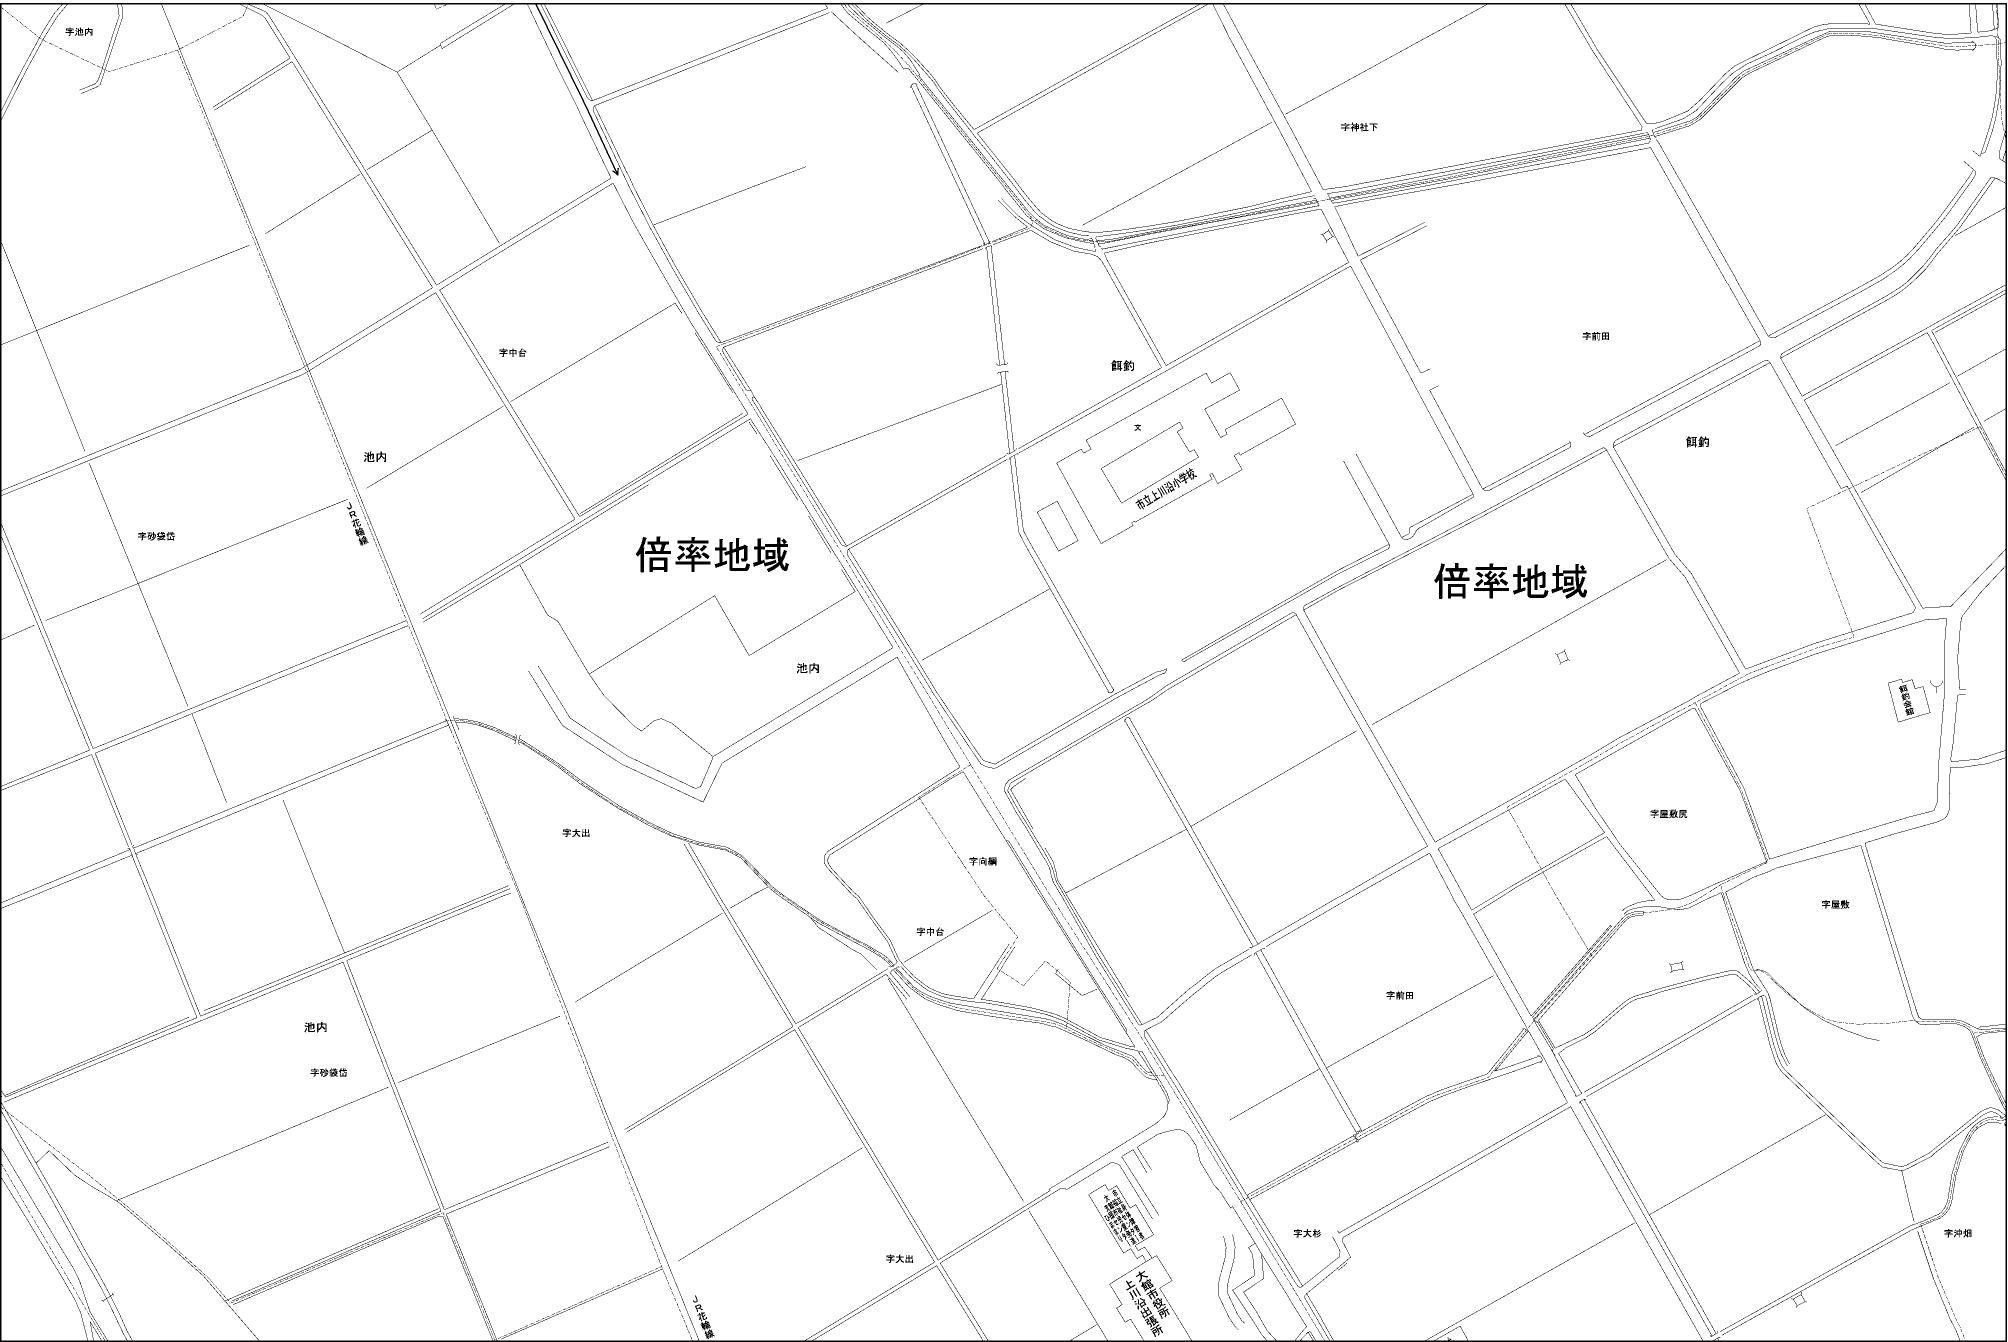 字池内
字神社下
字中台
字前田
餌釣
文
餌釣
池内
市立上川沿小学校
JR花輪線
字砂袋岱
倍率地域
倍率地域
池内
餌釣会館
字屋敷尻
字大出
字向綱
字屋敷
字中台
字前田
池内
字砂袋岱
字大杉
字沖畑
字大出
大館市役所
上川沿出張所
JR花輪線